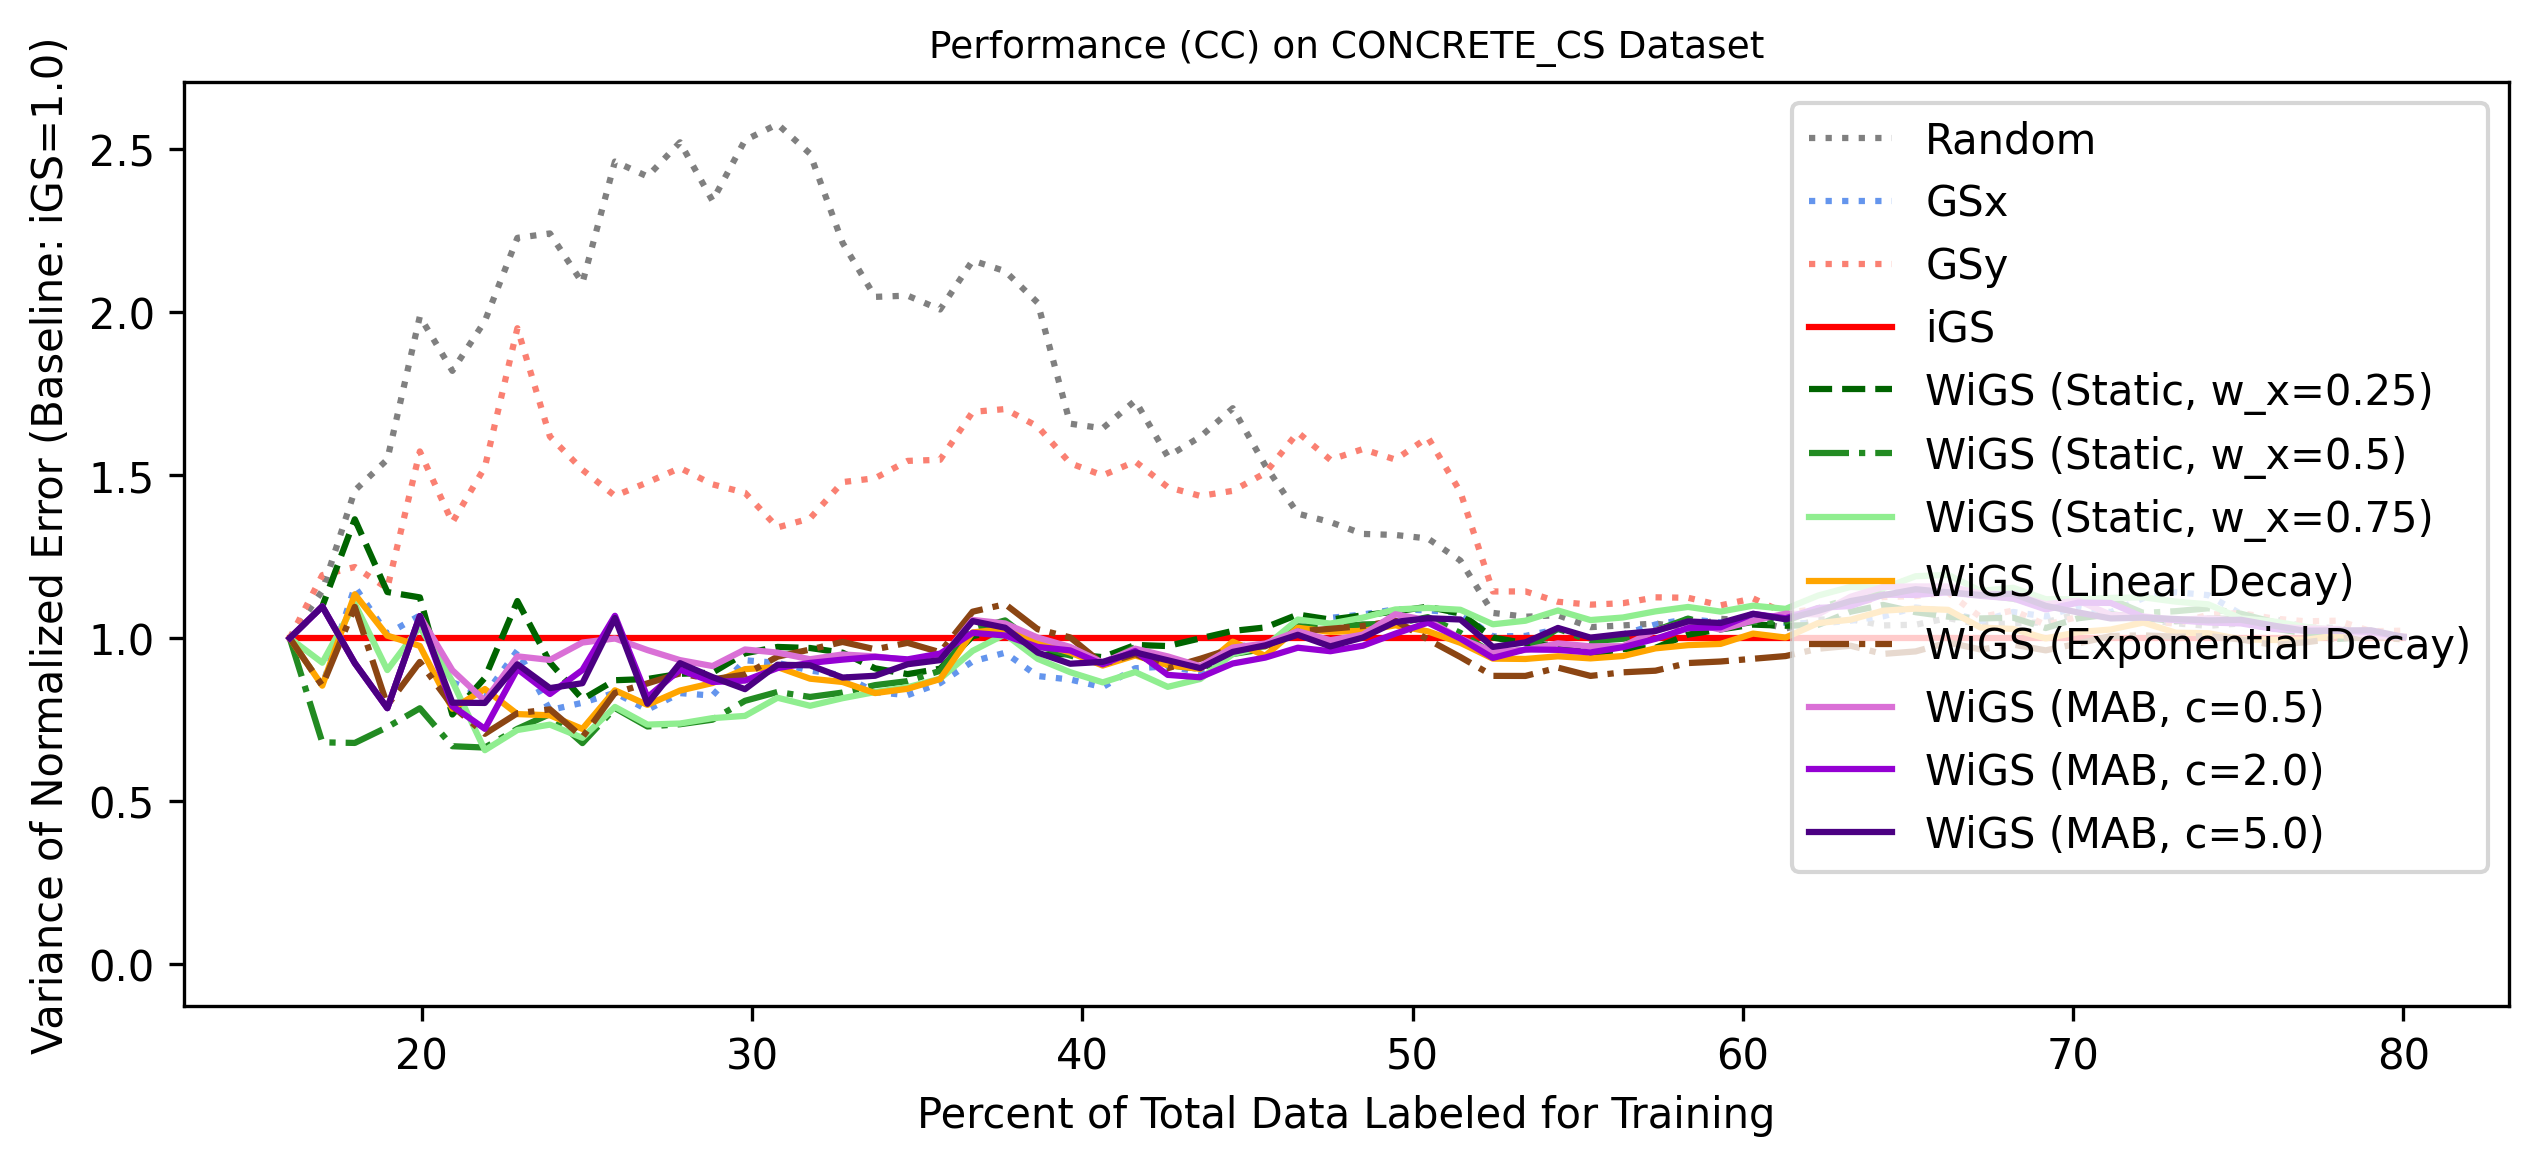 Performance (CC) on CONCRETE_CS Dataset
Variance of Normalized Error (Baseline: iGS=1.0)
2.5
2.0
1.5
1.0
0.5
0.0
Random
GSx
GSy
iGS
WiGS (Static, w_x=0.25)
WiGS (Static, w_x=0.5)
WiGS (Static, w_x=0.75)
WiGS (Linear Decay)
WiGS (Exponential Decay)
WiGS (MAB, c=0.5)
WiGS (MAB, c=2.0)
WiGS (MAB, c=5.0)
20 30 40 50 60 70 80
Percent of Total Data Labeled for Training